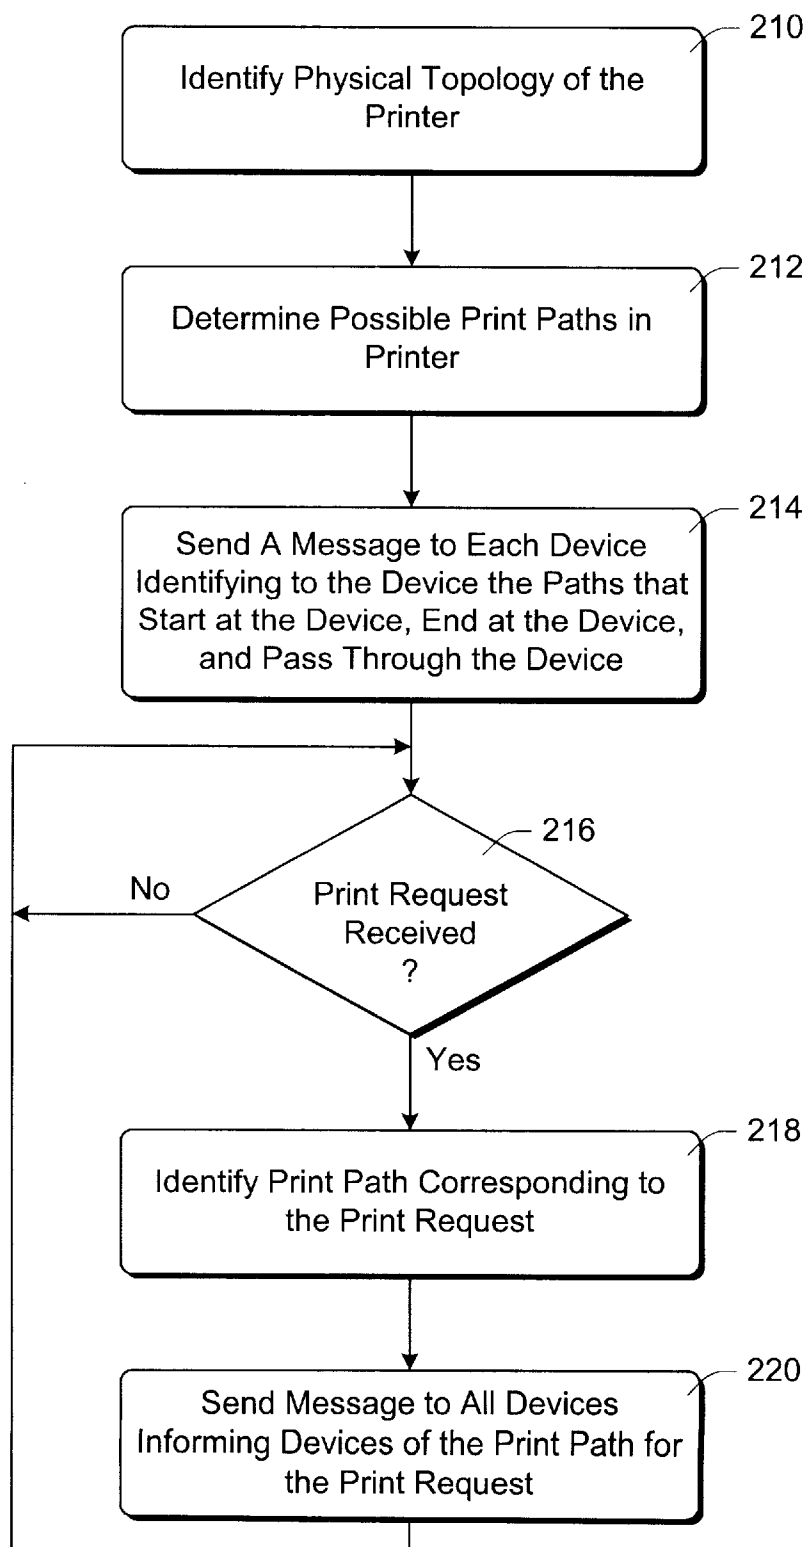 210
Identify Physical Topology of the
Printer
212
Determine Possible Print Paths in
Printer
214
Send A Message to Each Device
Identifying to the Device the Paths that
Start at the Device, End at the Device,
and Pass Through the Device
216
No
Print Request
Received
?
Yes
218
Identify Print Path Corresponding to
the Print Request
220
Send Message to All Devices
Informing Devices of the Print Path for
the Print Request